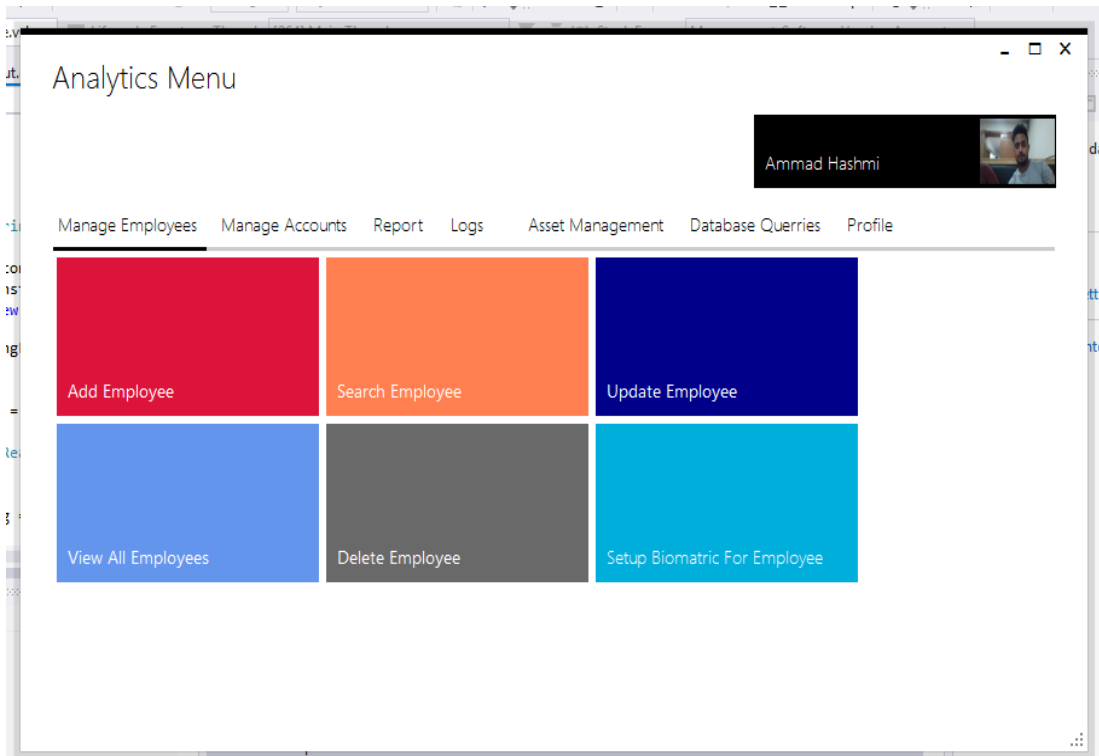 Analytics Menu
Ammad Hashmi
Manage Employees Manage Accounts Report Logs Asset Management Database Querries Profile
Add Employee Search Employee Update Employee
View All Employees Delete Employee Setup Biomatric For Employee